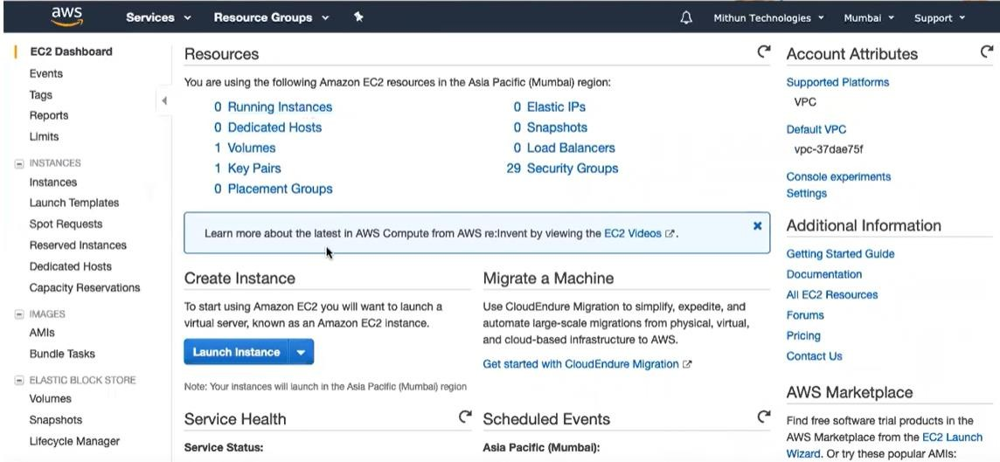 aws
Services
Resource Groups
Mithun Technologies
Mumbai
Support
EC2 Dashboard
Events
Tags
Reports
Limits
INSTANCES
Instances
Launch Templates
Spot Requests
Reserved Instances
Dedicated Hosts
Capacity Reservations
IMAGES
AMIs
Bundle Tasks
ELASTIC BLOCK STORE
Volumes
Snapshots
Lifecycle Manager
Resources
You are using the following Amazon EC2 resources in the Asia Pacific (Mumbai) region:
0 Running Instances
0 Dedicated Hosts
1 Volumes
1 Key Pairs
0 Placement Groups
0 Elastic IPs
0 Snapshots
0 Load Balancers
29 Security Groups
Learn more about the latest in AWS Compute from AWS re:Invent by viewing the EC2 Videos.
Create Instance
To start using Amazon EC2 you will want to launch a
virtual server, known as an Amazon EC2 instance.
Launch Instance
Note: Your instances will launch in the Asia Pacific (Mumbai) region
Migrate a Machine
Use CloudEndure Migration to simplify, expedite, and
automate large-scale migrations from physical, virtual,
and cloud-based infrastructure to AWS.
Get started with CloudEndure Migration
Service Health
Service Status:
Scheduled Events
Asia Pacific (Mumbai):
Account Attributes
Supported Platforms
VPC
Default VPC
vpc-37dae75f
Console experiments
Settings
Additional Information
Getting Started Guide
Documentation
All EC2 Resources
Forums
Pricing
Contact Us
AWS Marketplace
Find free software trial products in the
AWS Marketplace from the EC2 Launch
Wizard. Or try these popular AMIs: